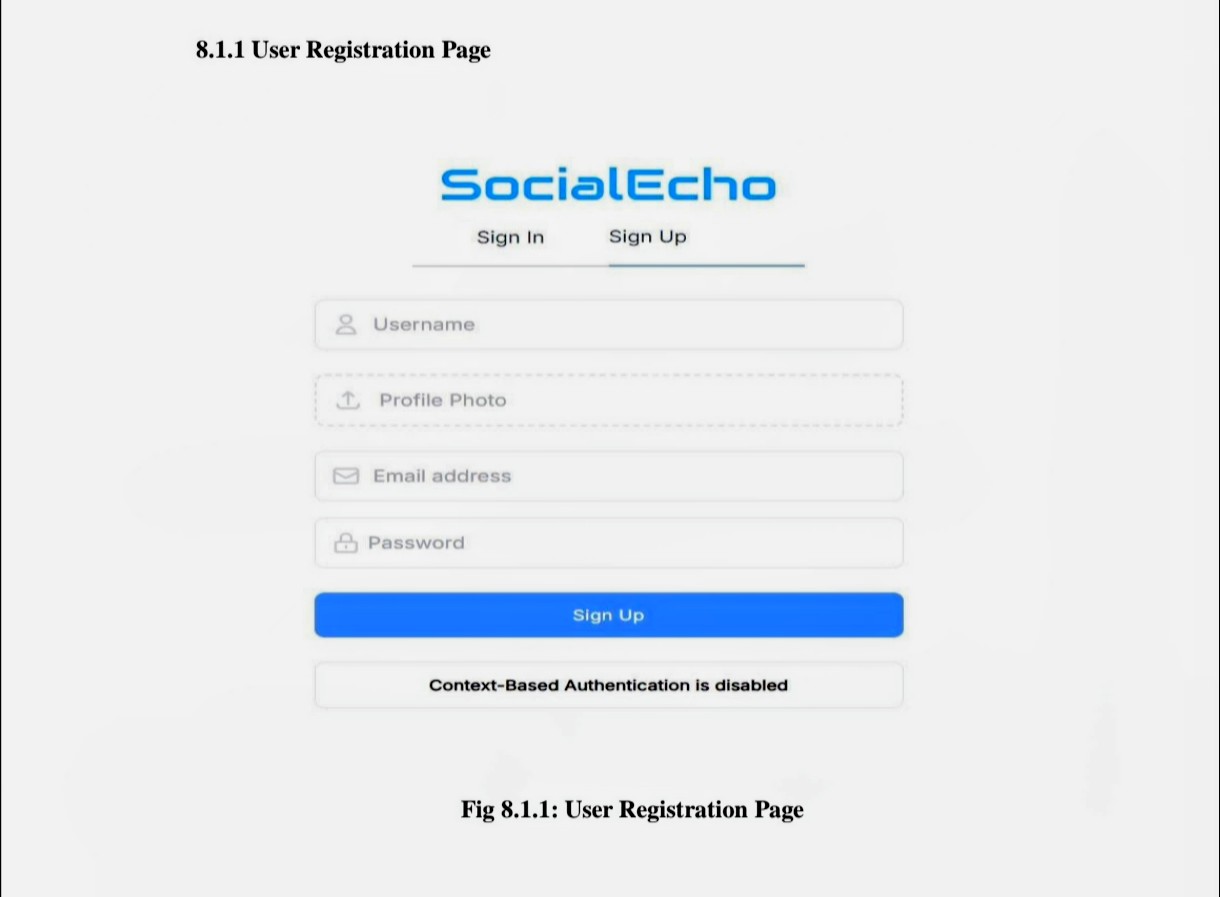 8.1.1 User Registration Page
SocialEcho
Sign In Sign Up
Username
Profile Photo
Email address
Password
Sign Up
Context-Based Authentication is disabled
Fig 8.1.1: User Registration Page